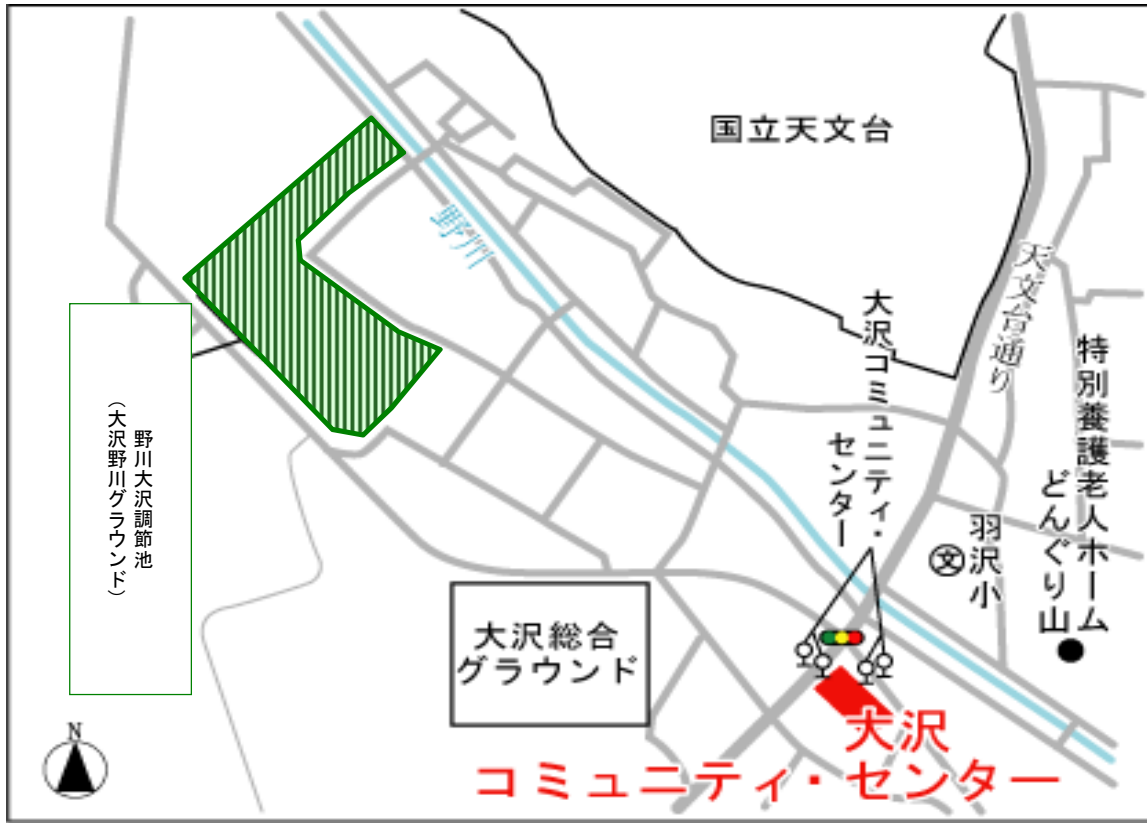 国立天文台
野川
天文台通り
大沢コミュニティ・
センター
特別養護老人ホーム
どんぐり山
羽沢小
文
野川大沢調節池
（大沢野川グラウンド）
大沢総合
グラウンド
大沢
コミュニティ・センター
N